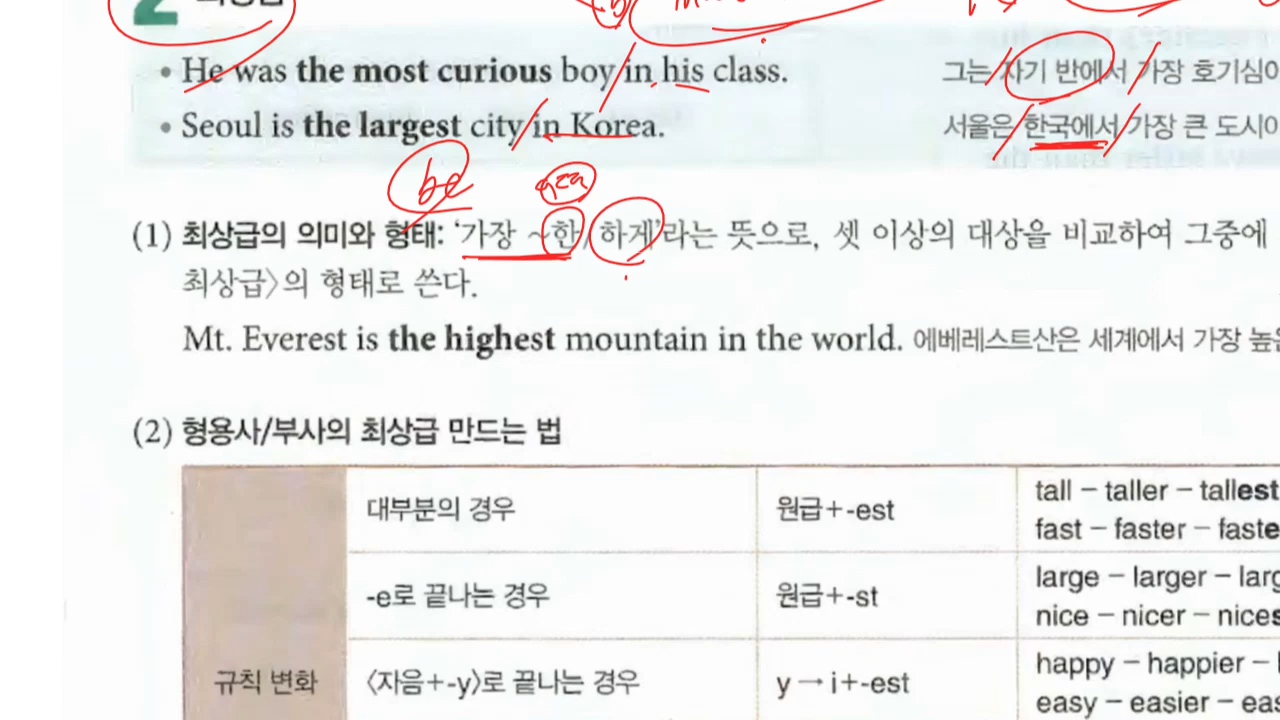 2 최상급
• He was the most curious boy in his class. 그는 자기 반에서 가장 호기심이
• Seoul is the largest city in Korea. 서울은 한국에서 가장 큰 도시이
be
(1) 최상급의 의미와 형태: ‘가장 ~한/하게’라는 뜻으로, 셋 이상의 대상을 비교하여 그중에
최상급〉의 형태로 쓴다.
Mt. Everest is the highest mountain in the world. 에베레스트산은 세계에서 가장 높은
(2) 형용사/부사의 최상급 만드는 법
대부분의 경우 원급+-est tall – taller – tallest
fast – faster – faste
-e로 끝나는 경우 원급+-st large – larger – larg
nice – nicer – nices
규칙 변화 〈자음+-y〉로 끝나는 경우 y → i+-est happy – happier –
easy – easier – eas